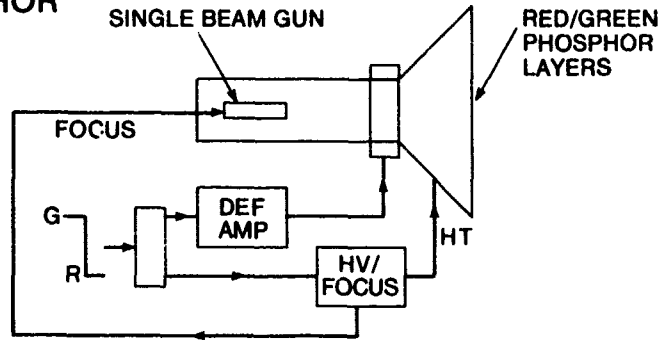 HOR
SINGLE BEAM GUN
RED/GREEN
PHOSPHOR
LAYERS
FOCUS
G
DEF
AMP
R
HV/
FOCUS
HT